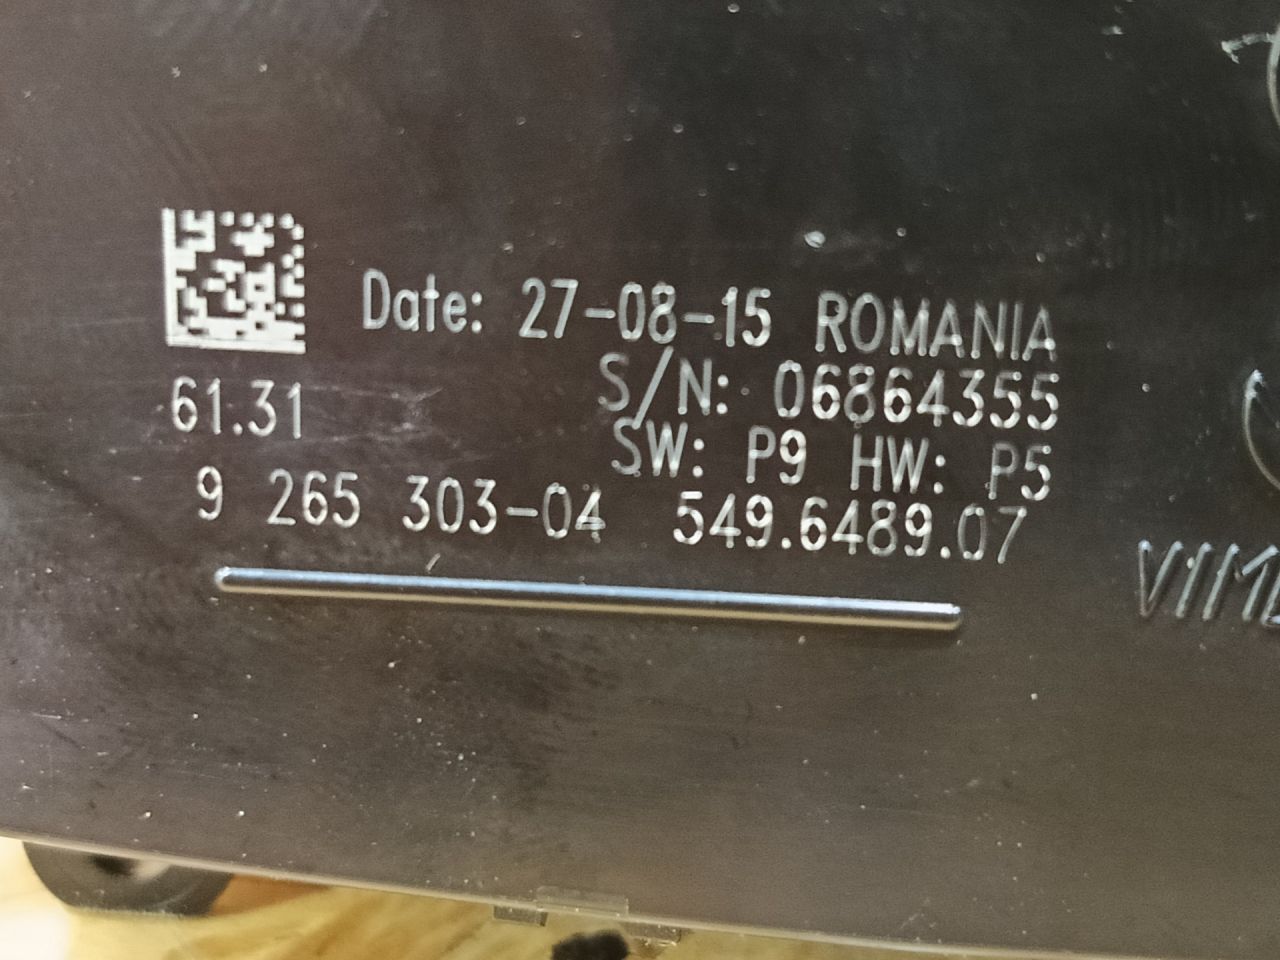 Date: 27-08-15 ROMANIA
S/N: 06864355
61.31
SW: P9 HW: P5
9 265 303-04 549.6489.07